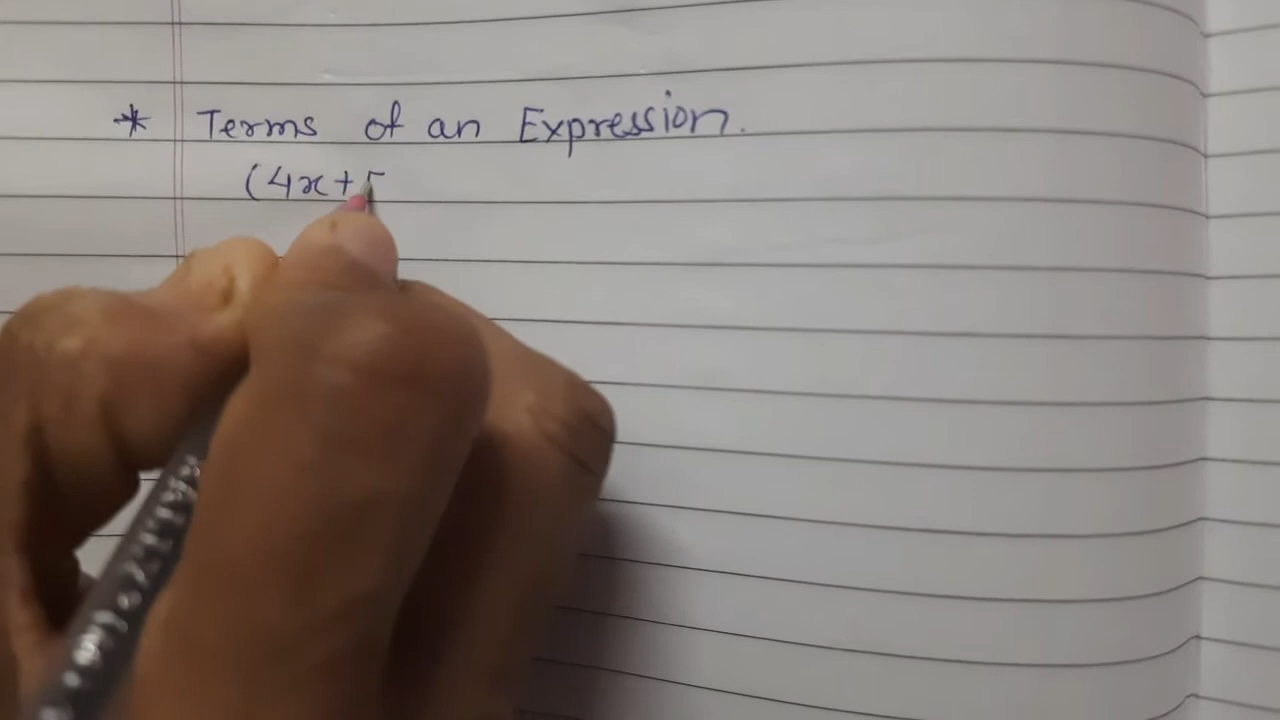 * Terms of an Expression.
(4x+5